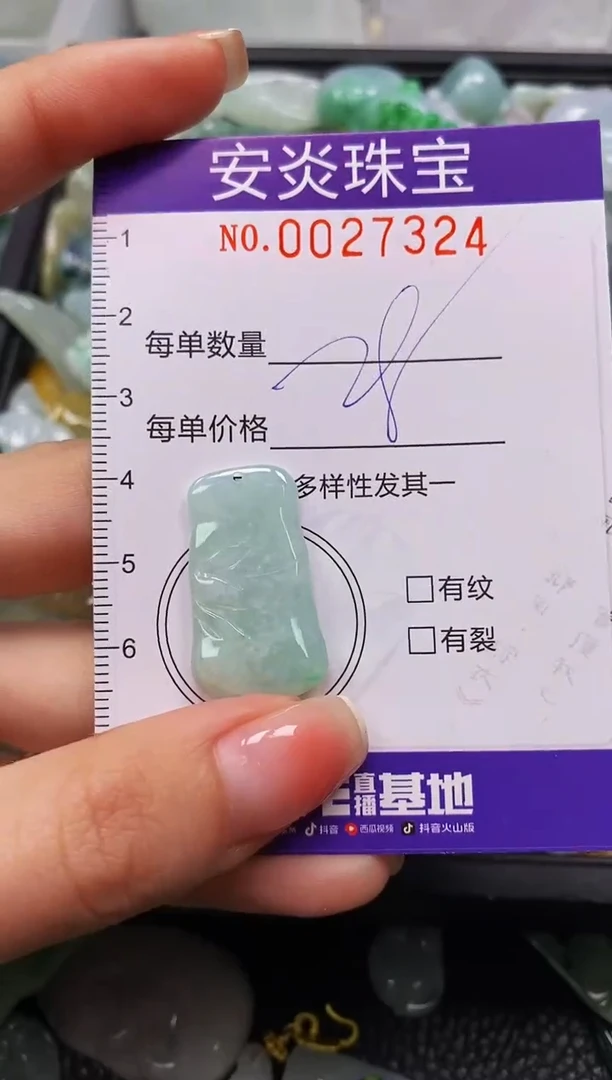 安炎珠宝
NO.0027324
1
2
每单数量
3
每单价格
4
多样性发其一
5
有纹
6
有裂
直播基地
抖音 西瓜视频 抖音火山版